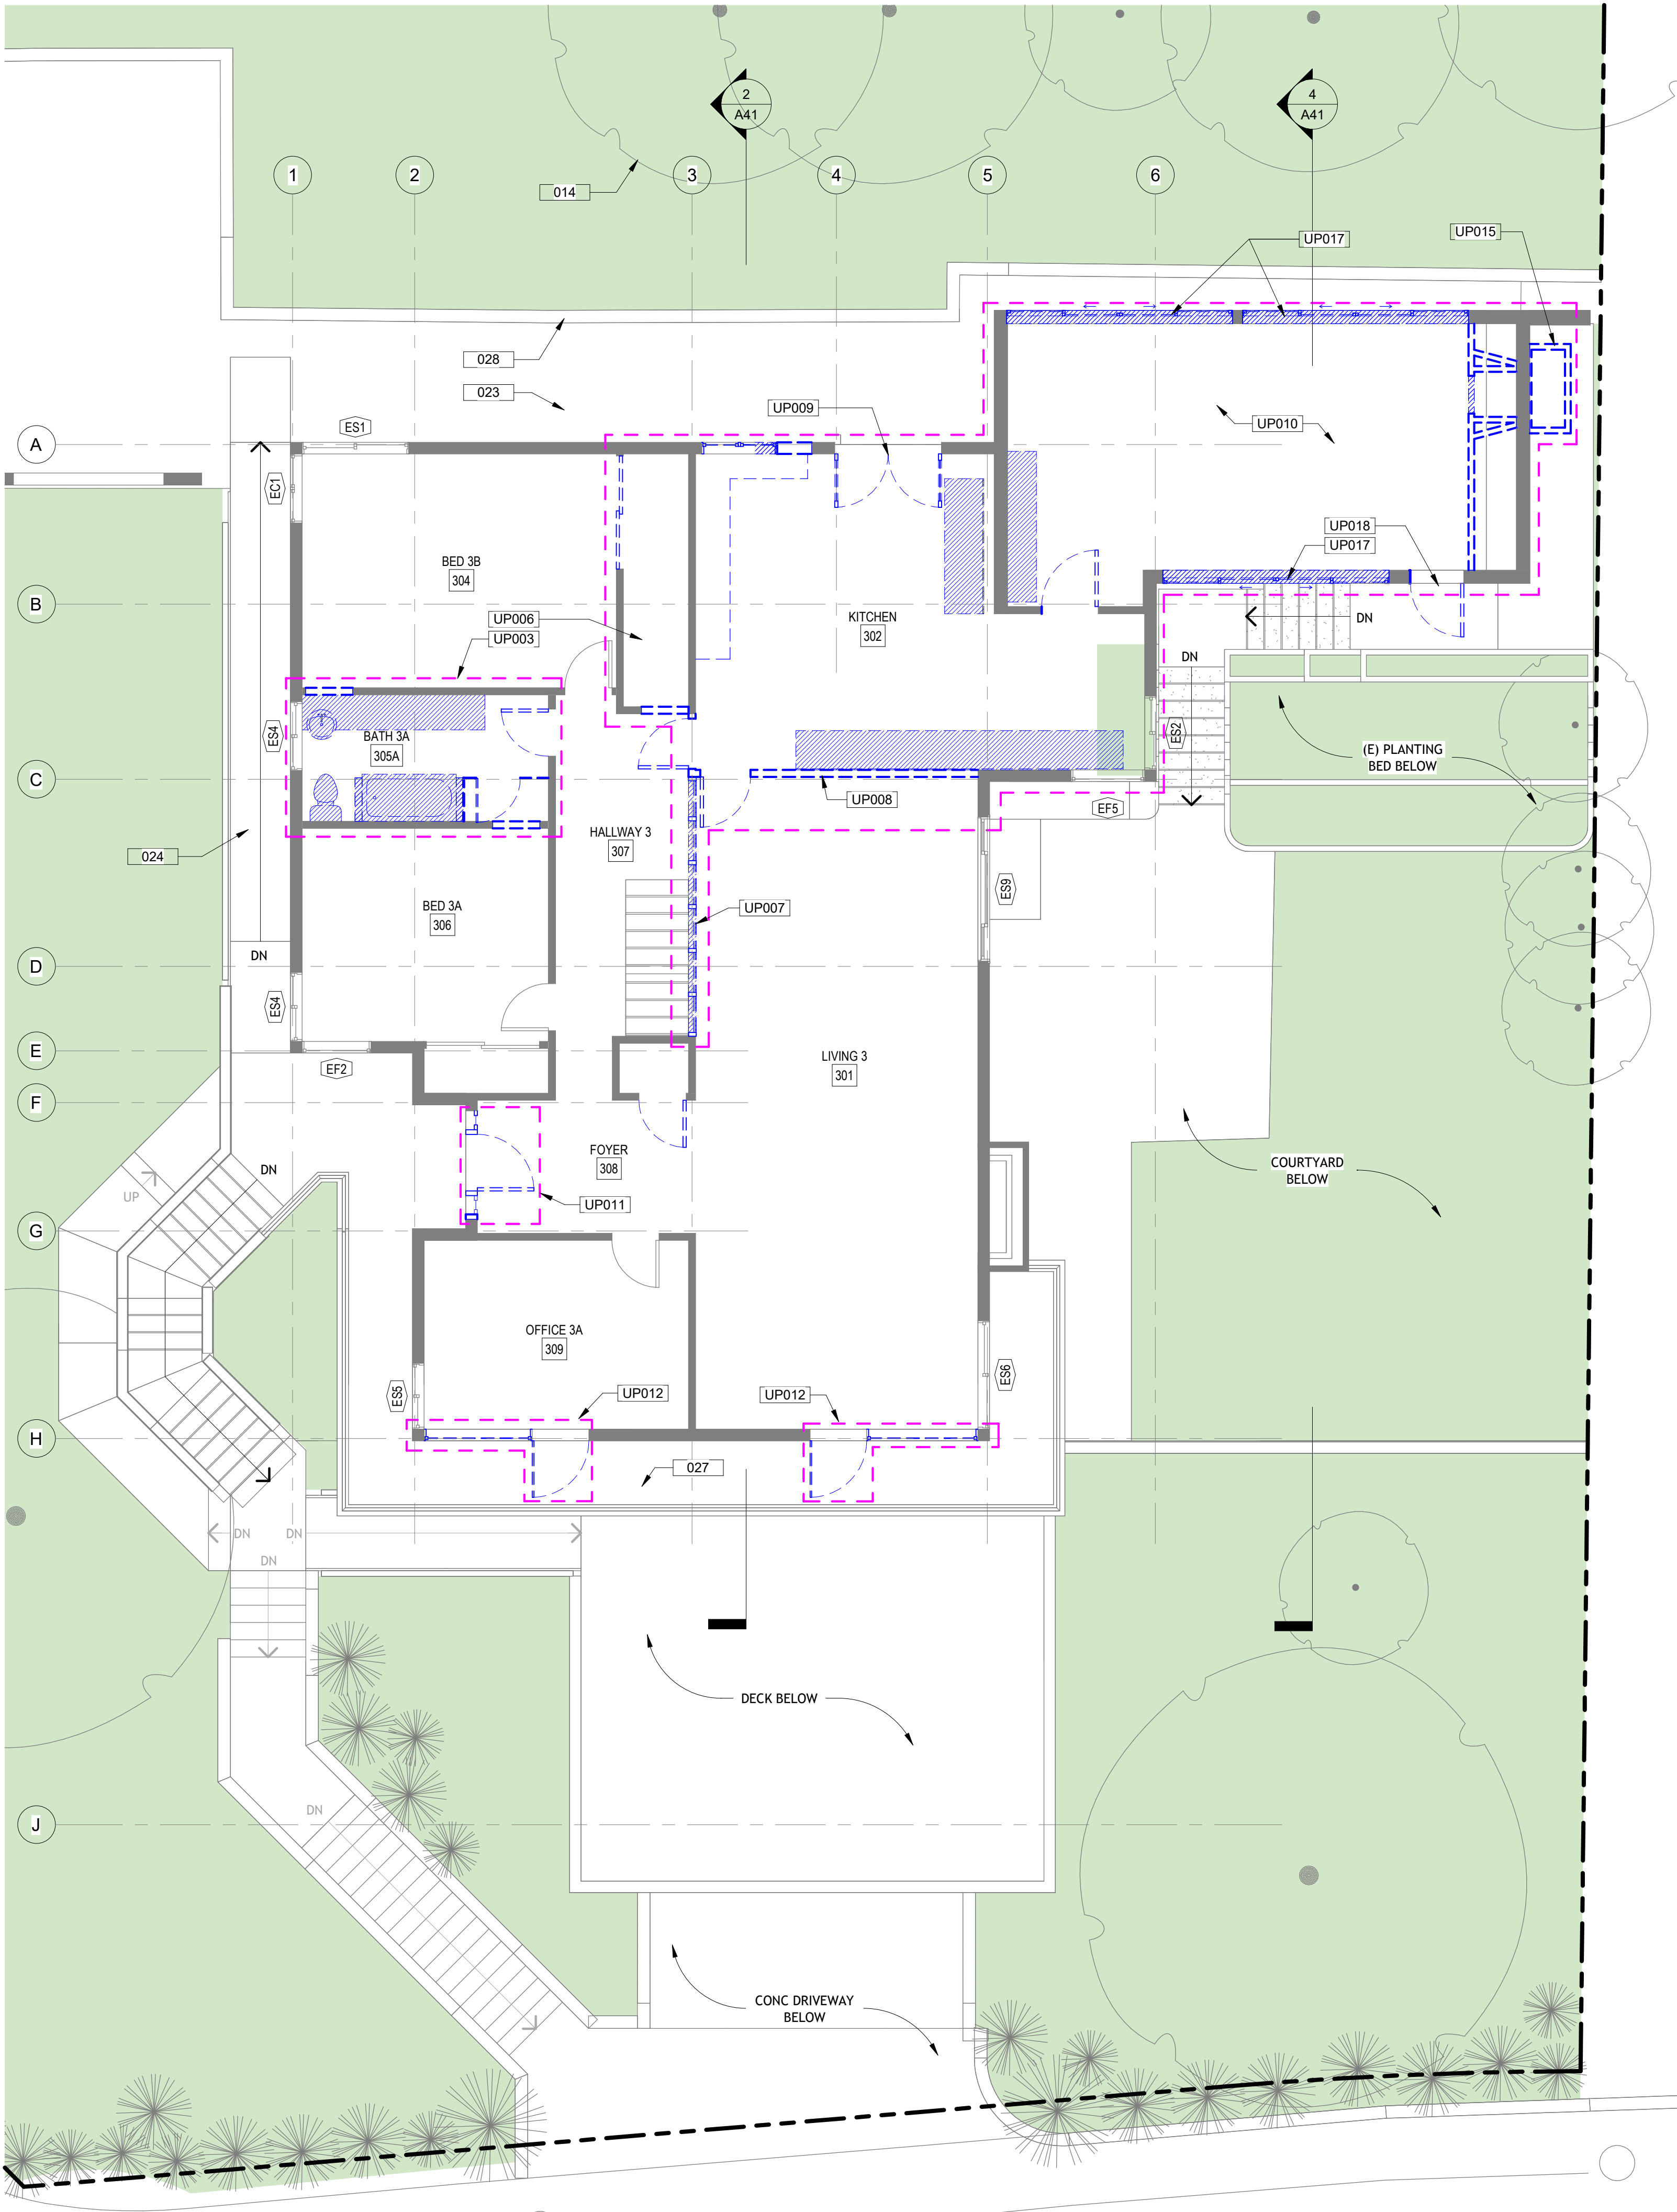 2
A41
4
A41
1
2
3
4
5
6
014
UP017
UP015
028
023
UP009
UP010
ES1
A
EC1
UP018
UP017
BED 3B
304
B
UP006
UP003
KITCHEN
302
DN
DN
ES4
BATH 3A
305A
ES2
(E) PLANTING
BED BELOW
C
UP008
EF5
024
HALLWAY 3
307
ES9
BED 3A
306
UP007
DN
D
ES4
E
EF2
LIVING 3
301
F
FOYER
308
DN
UP
COURTYARD
BELOW
UP011
G
OFFICE 3A
309
ES5
UP012
UP012
ES6
H
027
DN
DN
DN
DECK BELOW
DN
J
CONC DRIVEWAY
BELOW